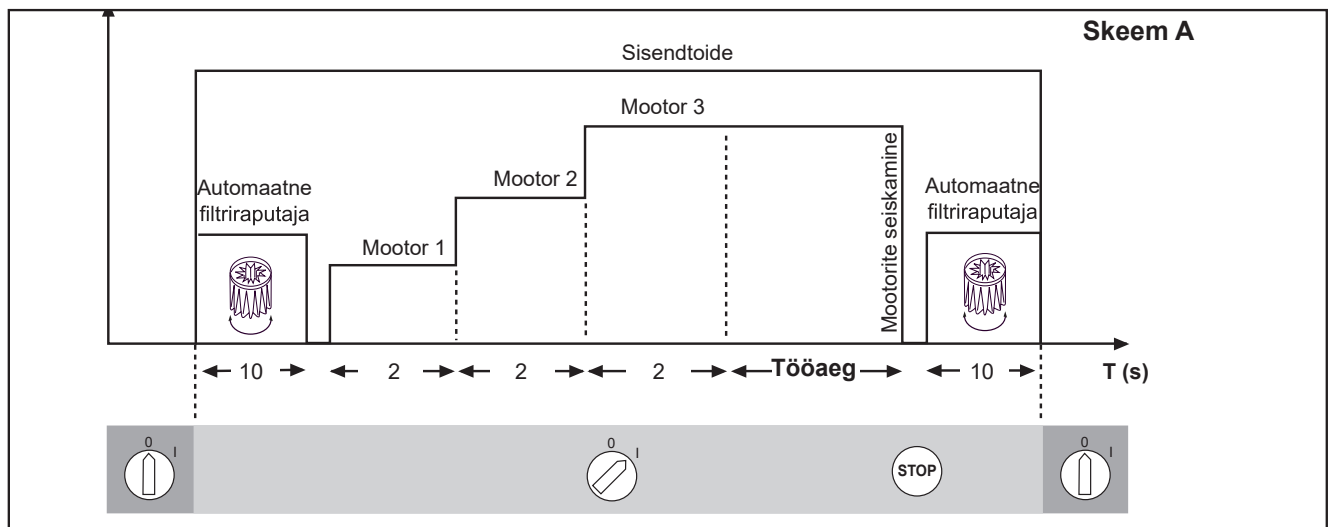 Skeem A
Sisendtoide
Mootor 3
Mootor 2
Mootor 1
Automaatne
filtriraputaja
Mootorite seiskamine
Automaatne
filtriraputaja
10 2 2 2 Tööaeg 10 T (s)
0 I
0 I
STOP
0 I